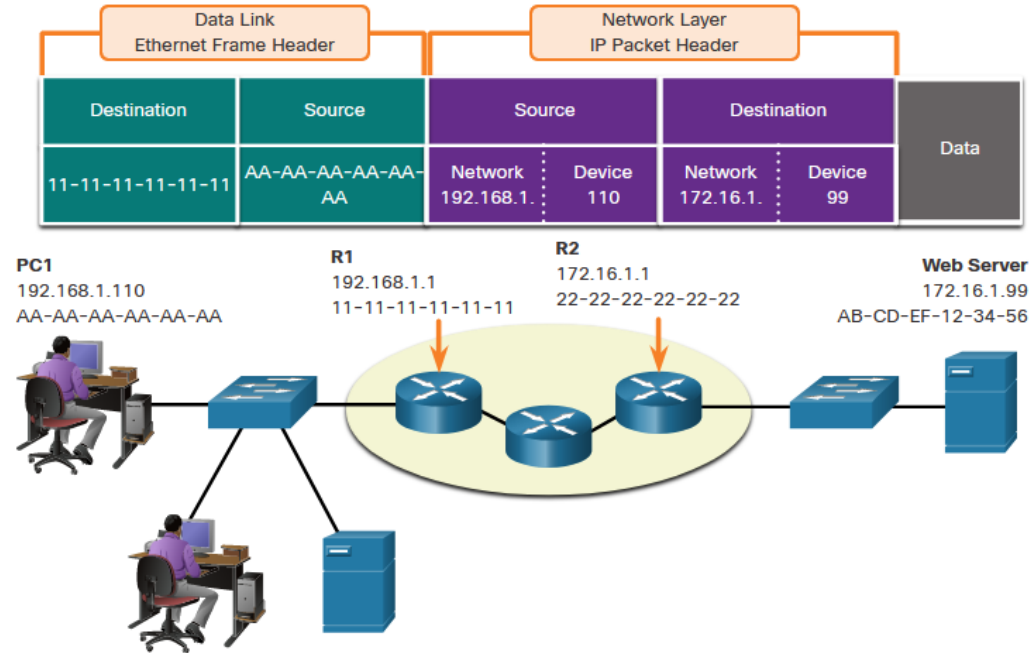 Data Link
Ethernet Frame Header
Network Layer
IP Packet Header
Destination
Source
Source
Destination
Data
11-11-11-11-11-11
AA-AA-AA-AA-AA-
AA
Network
192.168.1.
Device
110
Network
172.16.1.
Device
99
PC1
192.168.1.110
AA-AA-AA-AA-AA-AA
R1
192.168.1.1
11-11-11-11-11-11
R2
172.16.1.1
22-22-22-22-22-22
Web Server
172.16.1.99
AB-CD-EF-12-34-56